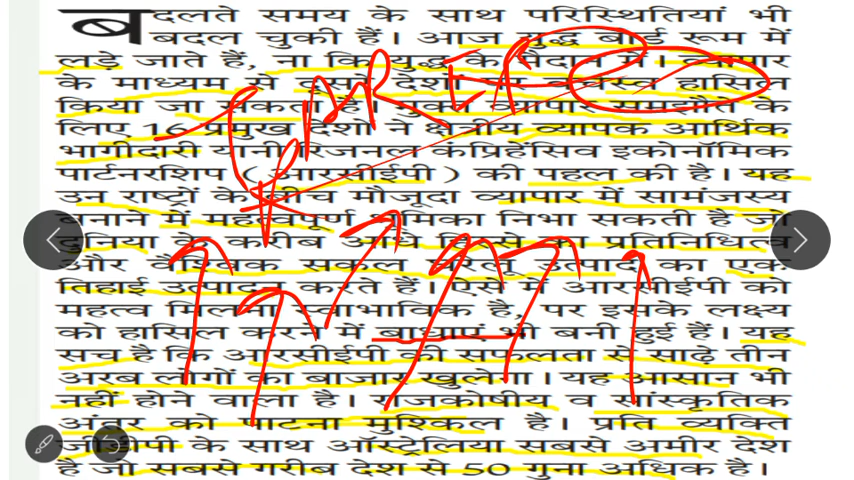 बदलते समय के साथ परिस्थितियां भी
बदल चुकी हैं। आज युद्ध बोर्ड रूम में
लड़े जाते हैं, ना कि युद्ध के मैदान में। व्यापार
के माध्यम से दूसरे देशों पर वर्चस्व हासिल
किया जा सकता है। मुक्त व्यापार समझौते के
लिए 16 प्रमुख देशों ने क्षेत्रीय व्यापक आर्थिक
भागीदारी यानी रिजनल कंप्रिहेंसिव इकोनॉमिक
पार्टनरशिप (आरसीईपी) की पहल की है। यह
उन राष्ट्रों के बीच मौजूदा व्यापार में सामंजस्य
बनाने में महत्वपूर्ण भूमिका निभा सकती है जो
दुनिया के करीब आधे हिस्से का प्रतिनिधित्व
और वैश्विक सकल घरेलू उत्पाद का एक
तिहाई उत्पादन करते हैं। ऐसे में आरसीईपी को
महत्व मिलना स्वाभाविक है, पर इसके लक्ष्य
को हासिल करने में बाधाएं भी बनी हुई हैं। यह
सच है कि आरसीईपी की सफलता से साढ़े तीन
अरब लोगों का बाजार खुलेगा। यह आसान भी
नहीं होने वाला है। राजकोषीय व सांस्कृतिक
अंतर को पाटना मुश्किल है। प्रति व्यक्ति
जीडीपी के साथ ऑस्ट्रेलिया सबसे अमीर देश
है जो सबसे गरीब देश से 50 गुना अधिक है।